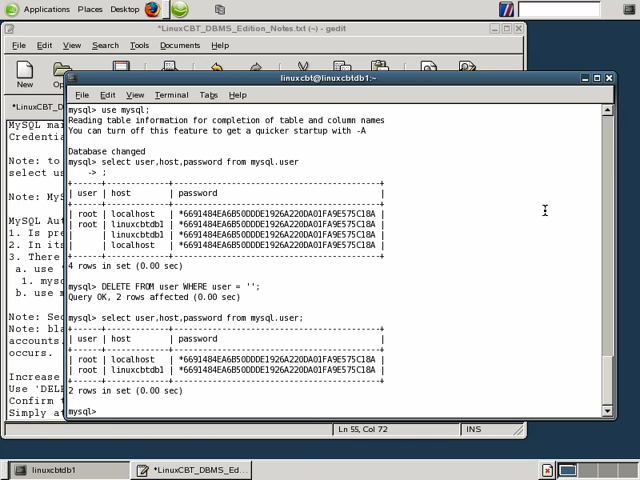 Applications Places Desktop
*LinuxCBT_DBMS_Edition_Notes.txt (~) - gedit
File Edit View Search Tools Documents Help
New
*LinuxCBT_D
linuxcbt@linuxcbtdb1:~
File Edit View Terminal Tabs Help
MySQL mai
Credentia
Note: to
select us
Note: MyS
MySQL Aut
1. Is pre
2. In its
3. There
a. use '
1. mysq
b. use m
Note: Sec
Note: bla
accounts.
occurs.
Increase
Use 'DEL
Confirm t
Simply at
mysql> use mysql;
Reading table information for completion of table and column names
You can turn off this feature to get a quicker startup with -A
Database changed
mysql> select user,host,password from mysql.user
-> ;
+------+------------+-------------------------------------------+
| user | host | password |
+------+------------+-------------------------------------------+
| root | localhost | *6691484EA6B50DDDE1926A220DA01FA9E575C18A |
| root | linuxcbtdb1 | *6691484EA6B50DDDE1926A220DA01FA9E575C18A |
| | linuxcbtdb1 | *6691484EA6B50DDDE1926A220DA01FA9E575C18A |
| | localhost | *6691484EA6B50DDDE1926A220DA01FA9E575C18A |
+------+------------+-------------------------------------------+
4 rows in set (0.00 sec)
mysql> DELETE FROM user WHERE user = '';
Query OK, 2 rows affected (0.00 sec)
mysql> select user,host,password from mysql.user;
+------+------------+-------------------------------------------+
| user | host | password |
+------+------------+-------------------------------------------+
| root | localhost | *6691484EA6B50DDDE1926A220DA01FA9E575C18A |
| root | linuxcbtdb1 | *6691484EA6B50DDDE1926A220DA01FA9E575C18A |
+------+------------+-------------------------------------------+
2 rows in set (0.00 sec)
mysql>
Ln 55, Col 72 INS
linuxcbtdb1
*LinuxCBT_DBMS_Ed...